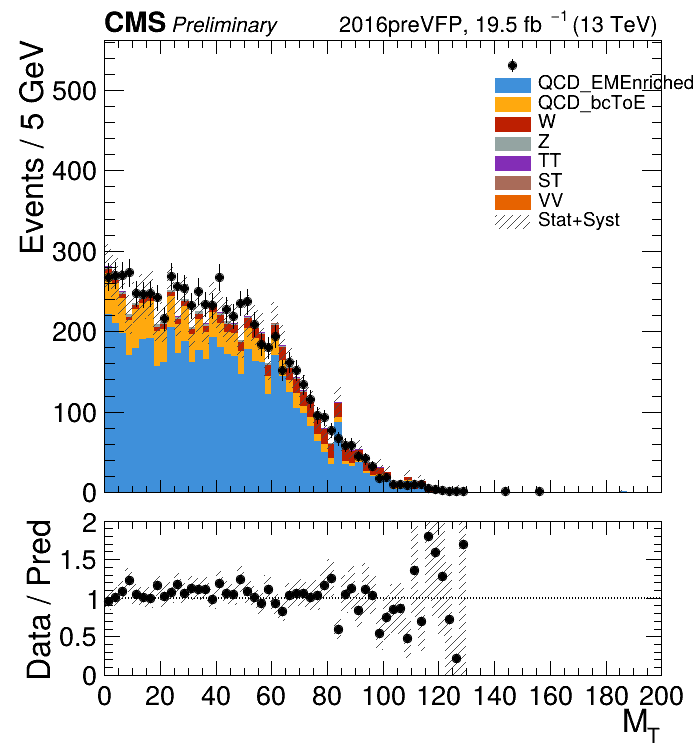 CMS Preliminary 2016preVFP, 19.5 fb⁻¹ (13 TeV)
Events / 5 GeV
500
400
300
200
100
0
QCD_EMEnriched
QCD_bcToE
W
Z
TT
ST
VV
Stat+Syst
Data / Pred
2
1.5
1
0.5
0
0 20 40 60 80 100 120 140 160 180 200
M_T